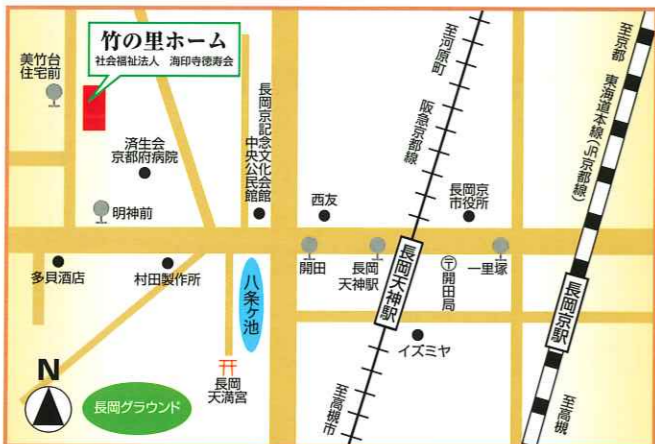 竹の里ホーム
社会福祉法人 海印寺徳寿会
美竹台
住宅前
済生会
京都府病院
明神前
多貝酒店
村田製作所
長岡京記念文化会館
中央公民館
八条ヶ池
長岡
天満宮
N
長岡グラウンド
西友
開田
長岡
天神駅
至河原町
阪急京都線
長岡天神駅
至高槻市
長岡京
市役所
〒開田局
一里塚
イズミヤ
至京都
東海道本線(JR京都線)
長岡京駅
至高槻